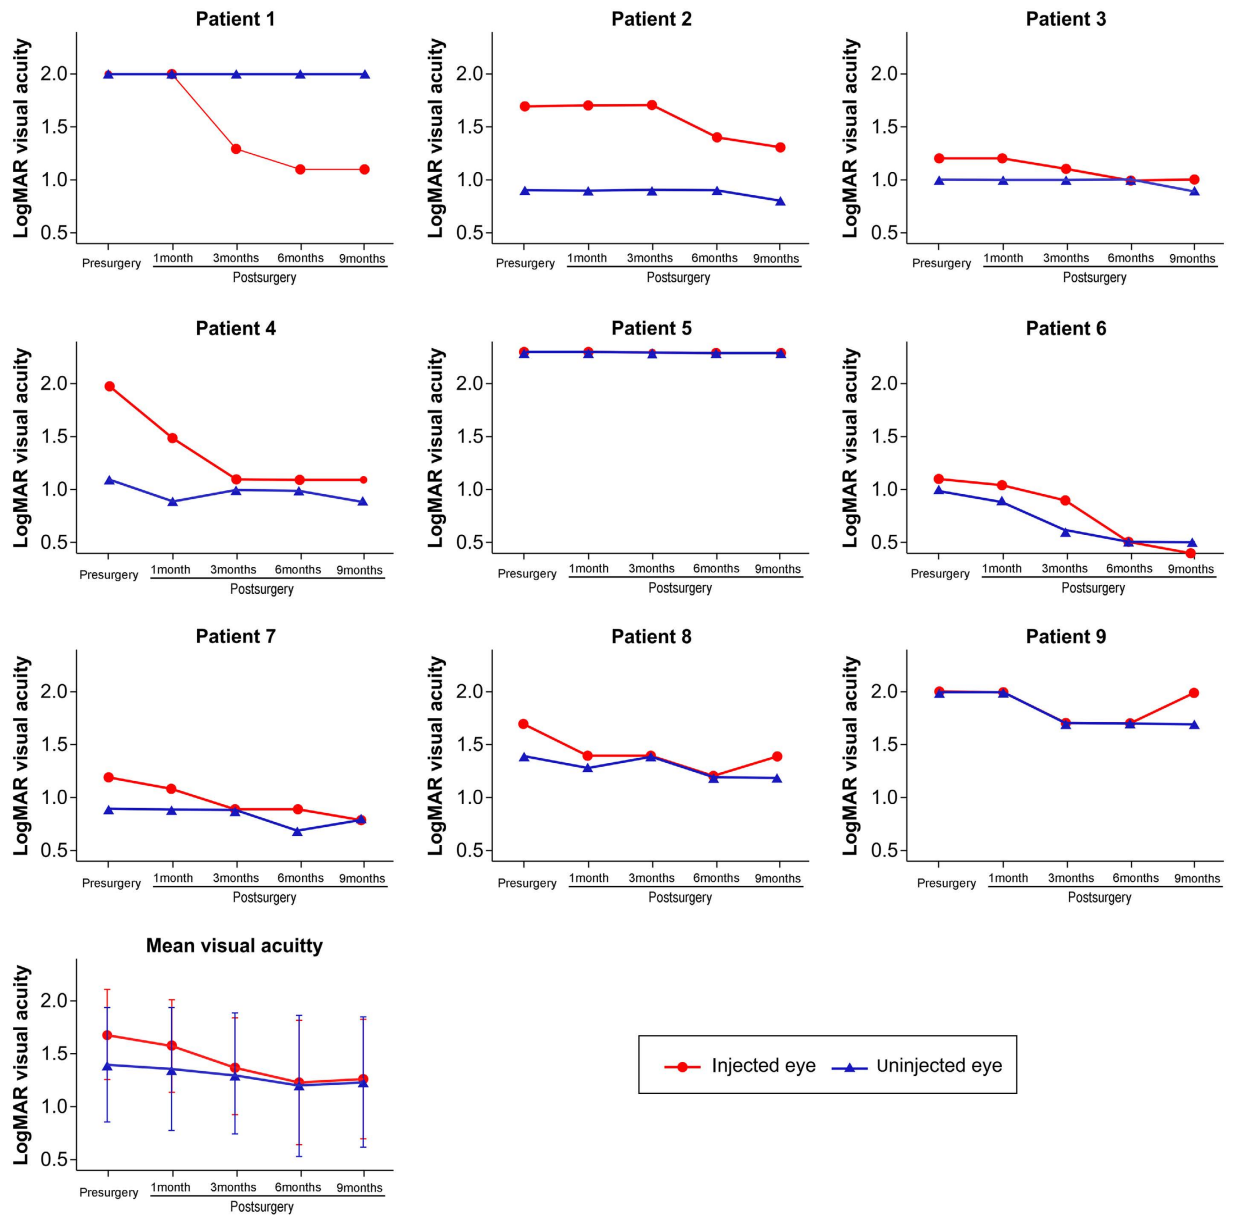 Patient 1
LogMAR visual acuity
2.0
1.5
1.0
0.5
Presurgery 1month 3months 6months 9months
Postsurgery
Patient 2
LogMAR visual acuity
2.0
1.5
1.0
0.5
Presurgery 1month 3months 6months 9months
Postsurgery
Patient 3
LogMAR visual acuity
2.0
1.5
1.0
0.5
Presurgery 1month 3months 6months 9months
Postsurgery
Patient 4
LogMAR visual acuity
2.0
1.5
1.0
0.5
Presurgery 1month 3months 6months 9months
Postsurgery
Patient 5
LogMAR visual acuity
2.0
1.5
1.0
0.5
Presurgery 1month 3months 6months 9months
Postsurgery
Patient 6
LogMAR visual acuity
2.0
1.5
1.0
0.5
Presurgery 1month 3months 6months 9months
Postsurgery
Patient 7
LogMAR visual acuity
2.0
1.5
1.0
0.5
Presurgery 1month 3months 6months 9months
Postsurgery
Patient 8
LogMAR visual acuity
2.0
1.5
1.0
0.5
Presurgery 1month 3months 6months 9months
Postsurgery
Patient 9
LogMAR visual acuity
2.0
1.5
1.0
0.5
Presurgery 1month 3months 6months 9months
Postsurgery
Mean visual acuitty
LogMAR visual acuity
2.0
1.5
1.0
0.5
Presurgery 1month 3months 6months 9months
Postsurgery
Injected eye Uninjected eye